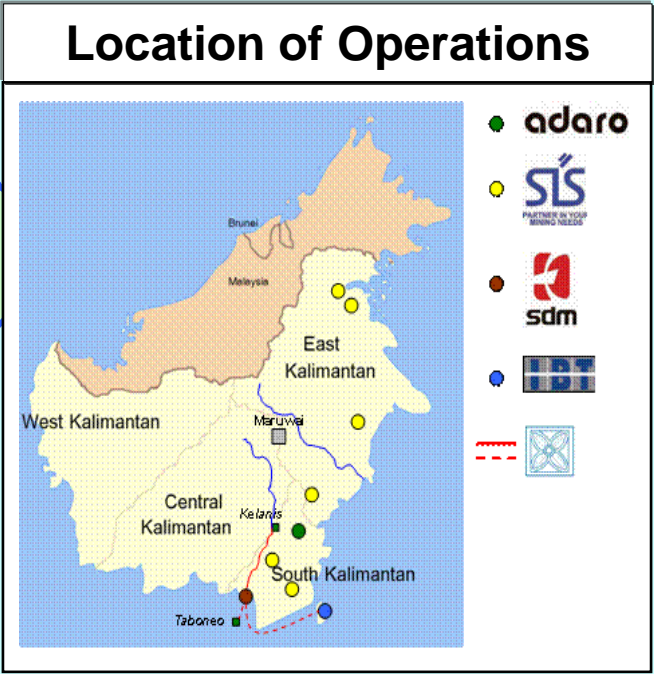 Location of Operations
adaro
SIS
PARTNER IN YOUR
MINING NEEDS
sdm
IBT
Brunei
Malaysia
East
Kalimantan
West Kalimantan
Maruwai
Central
Kalimantan
Kelanis
South Kalimantan
Taboneo